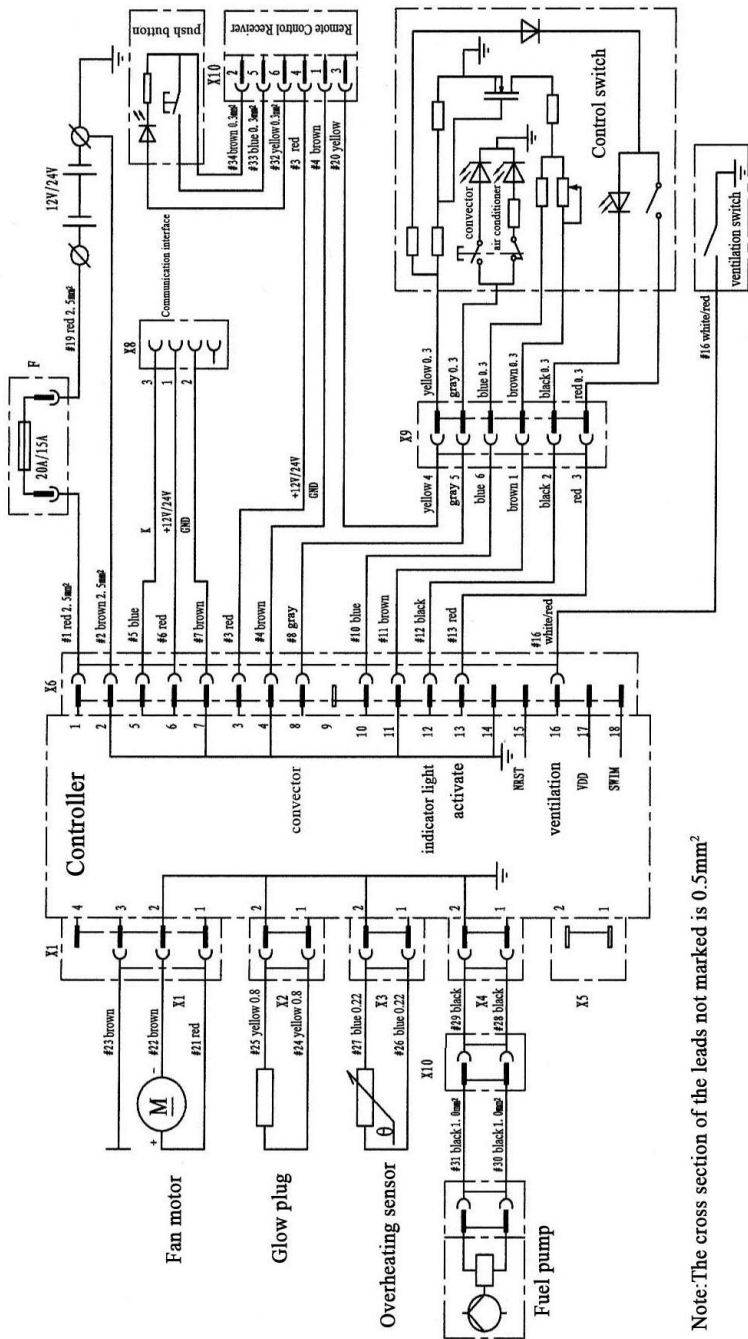 push button
Remote Control Receiver
X10
2
5
6
4
1
3
#34 brown 0.3mm²
#33 blue 0.3mm²
#32 yellow 0.3m²
#3 red
#4 brown
#20 yellow
Control switch
convector
air conditioner
ventilation switch
#16 white/red
12V/24V
#19 red 2.5mm²
F
20A/15A
Communication interface
X8
3
1
2
K
+12V/24V
GND
+12V/24V
GND
yellow 0.3
gray 0.3
blue 0.3
brown 0.3
black 0.3
red 0.3
X9
yellow 4
gray 5
blue 6
brown 1
black 2
red 3
#1 red 2.5mm²
#2 brown 2.5mm²
#5 blue
#6 red
#7 brown
#3 red
#4 brown
#8 gray
#10 blue
#11 brown
#12 black
#13 red
#16
white/red
X6
1
2
5
6
7
3
4
8
9
10
11
12
13
14
15
16
17
18
Controller
convector
indicator light
activate
NRST
ventilation
VDD
SWIM
X1
4
3
2
1
2
1
2
1
2
1
2
1
X1
X2
X3
X4
X5
#23 brown
#22 brown
#21 red
#25 yellow 0.8
#24 yellow 0.8
#27 blue 0.22
#26 blue 0.22
#29 black
#28 black
X10
#31 black 1.0mm²
#30 black 1.0mm²
M
-
+
θ
Fan motor
Glow plug
Overheating sensor
Fuel pump
Note:The cross section of the leads not marked is 0.5mm²